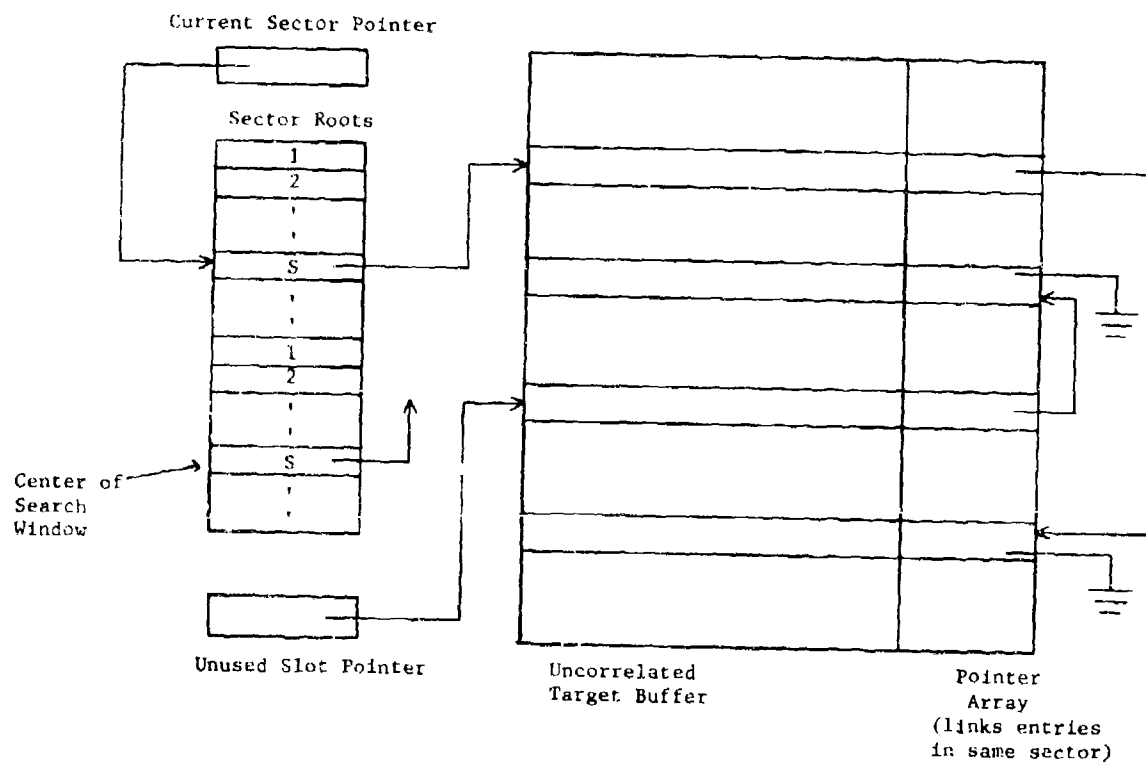 Current Sector Pointer
Sector Roots
1
2
S
1
2
S
Center of
Search
Window
Unused Slot Pointer
Uncorrelated
Target Buffer
Pointer
Array
(links entries
in same sector)